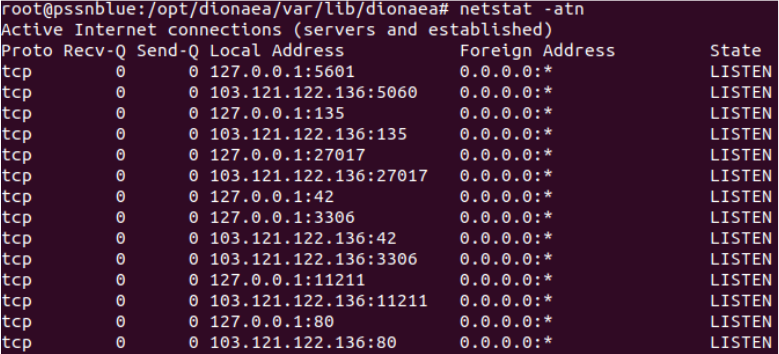 root@pssnblue:/opt/dionaea/var/lib/dionaea# netstat -atn
Active Internet connections (servers and established)
Proto Recv-Q Send-Q Local Address           Foreign Address         State
tcp        0      0 127.0.0.1:5601          0.0.0.0:*               LISTEN
tcp        0      0 103.121.122.136:5060    0.0.0.0:*               LISTEN
tcp        0      0 127.0.0.1:135           0.0.0.0:*               LISTEN
tcp        0      0 103.121.122.136:135     0.0.0.0:*               LISTEN
tcp        0      0 127.0.0.1:27017         0.0.0.0:*               LISTEN
tcp        0      0 103.121.122.136:27017   0.0.0.0:*               LISTEN
tcp        0      0 127.0.0.1:42            0.0.0.0:*               LISTEN
tcp        0      0 127.0.0.1:3306          0.0.0.0:*               LISTEN
tcp        0      0 103.121.122.136:42      0.0.0.0:*               LISTEN
tcp        0      0 103.121.122.136:3306    0.0.0.0:*               LISTEN
tcp        0      0 127.0.0.1:11211         0.0.0.0:*               LISTEN
tcp        0      0 103.121.122.136:11211   0.0.0.0:*               LISTEN
tcp        0      0 127.0.0.1:80            0.0.0.0:*               LISTEN
tcp        0      0 103.121.122.136:80      0.0.0.0:*               LISTEN